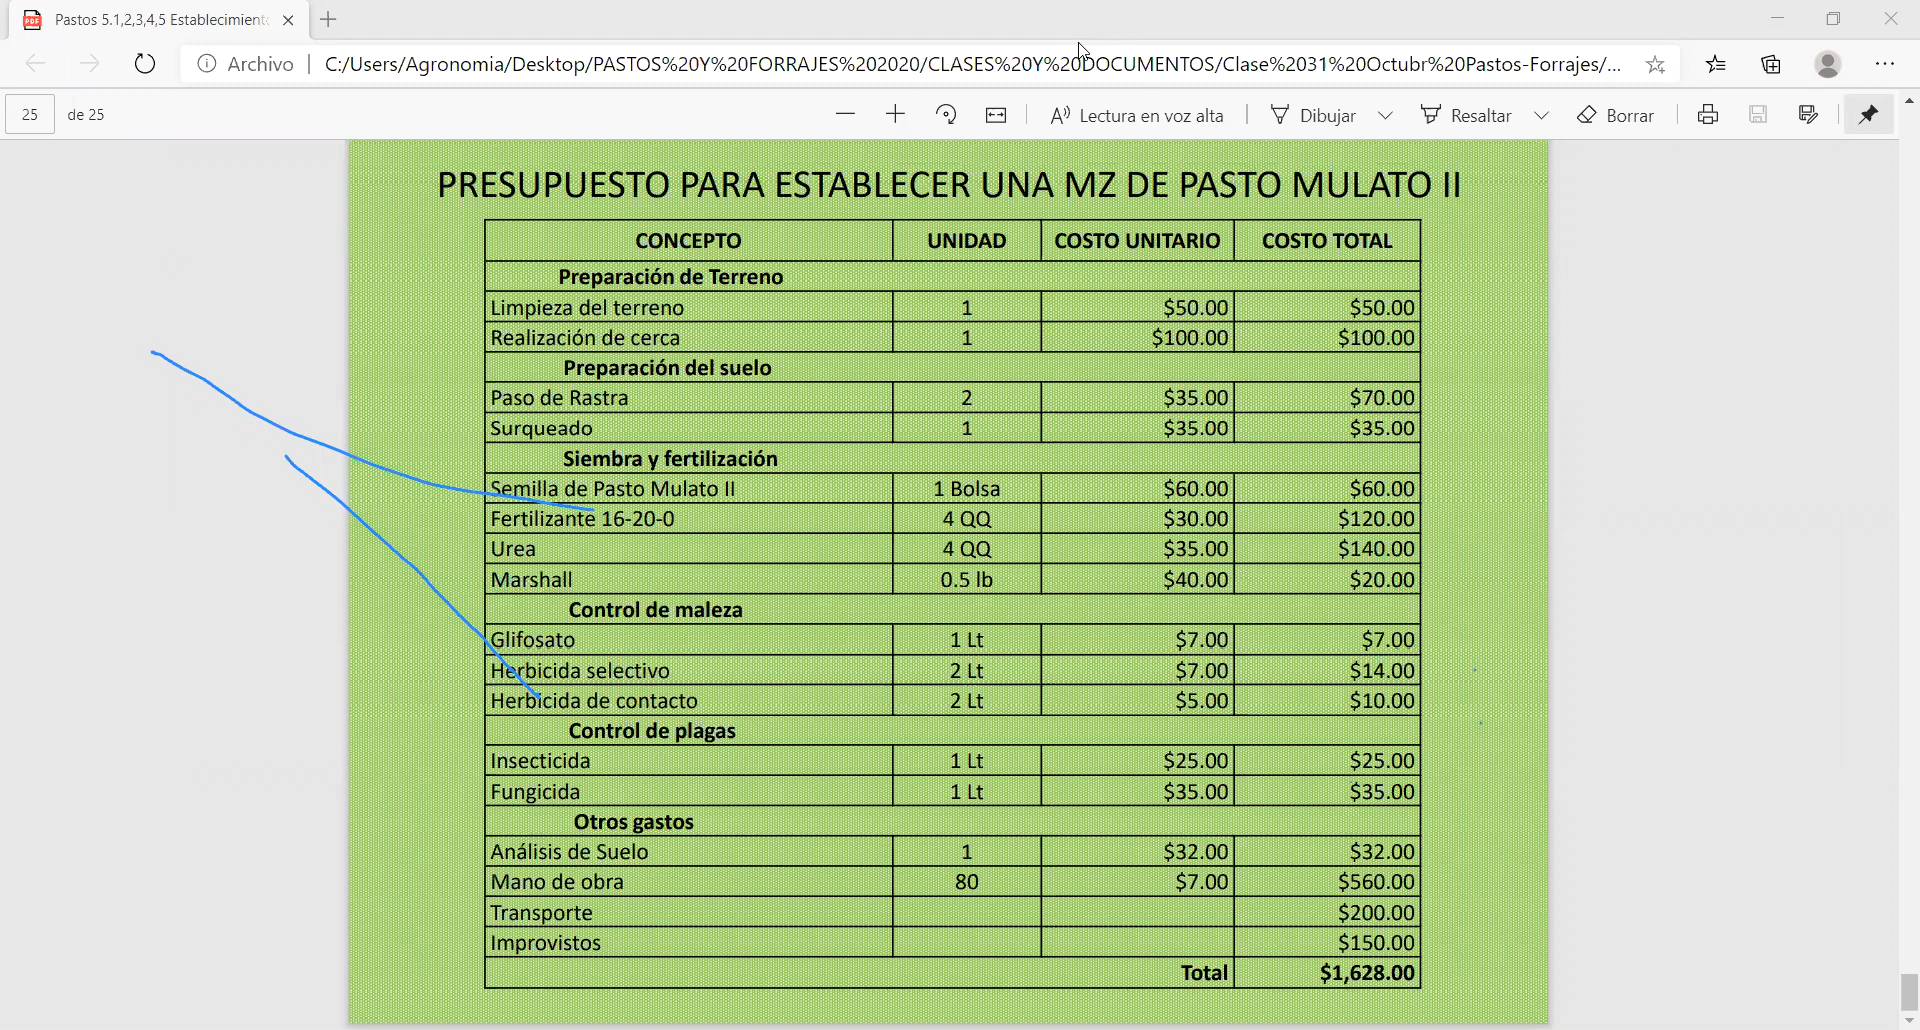 Pastos 5.1,2,3,4,5 Establecimient
Archivo | C:/Users/Agronomia/Desktop/PASTOS%20Y%20FORRAJES%202020/CLASES%20Y%20DOCUMENTOS/Clase%2031%20Octubr%20Pastos-Forrajes/...
25 de 25 Lectura en voz alta Dibujar Resaltar Borrar
PRESUPUESTO PARA ESTABLECER UNA MZ DE PASTO MULATO II
CONCEPTO UNIDAD COSTO UNITARIO COSTO TOTAL
Preparación de Terreno
Limpieza del terreno 1 $50.00 $50.00
Realización de cerca 1 $100.00 $100.00
Preparación del suelo
Paso de Rastra 2 $35.00 $70.00
Surqueado 1 $35.00 $35.00
Siembra y fertilización
Semilla de Pasto Mulato II 1 Bolsa $60.00 $60.00
Fertilizante 16-20-0 4 QQ $30.00 $120.00
Urea 4 QQ $35.00 $140.00
Marshall 0.5 lb $40.00 $20.00
Control de maleza
Glifosato 1 Lt $7.00 $7.00
Herbicida selectivo 2 Lt $7.00 $14.00
Herbicida de contacto 2 Lt $5.00 $10.00
Control de plagas
Insecticida 1 Lt $25.00 $25.00
Fungicida 1 Lt $35.00 $35.00
Otros gastos
Análisis de Suelo 1 $32.00 $32.00
Mano de obra 80 $7.00 $560.00
Transporte $200.00
Improvistos $150.00
Total $1,628.00